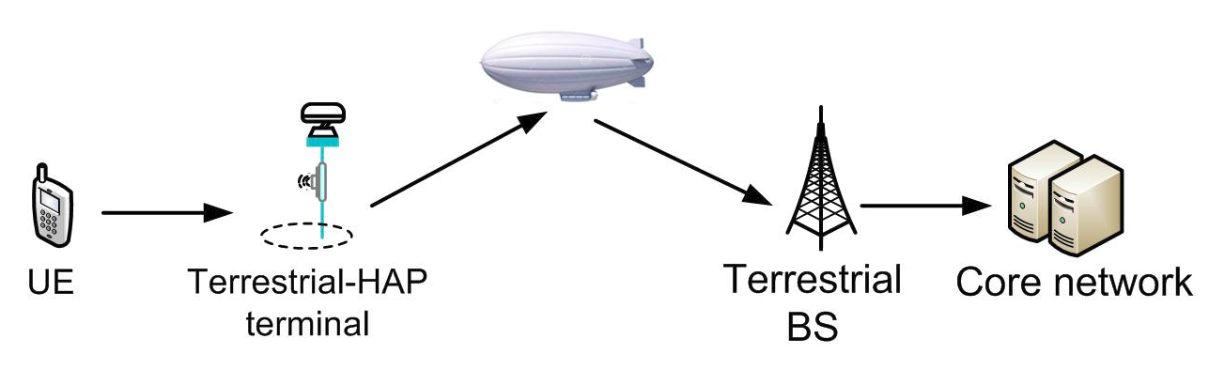 UE
Terrestrial-HAP
terminal
Terrestrial
BS
Core network